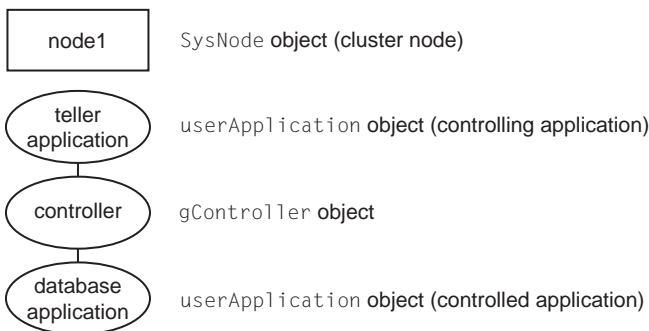 node1 SysNode object (cluster node)
teller
application
userApplication object (controlling application)
controller gController object
database
application
userApplication object (controlled application)